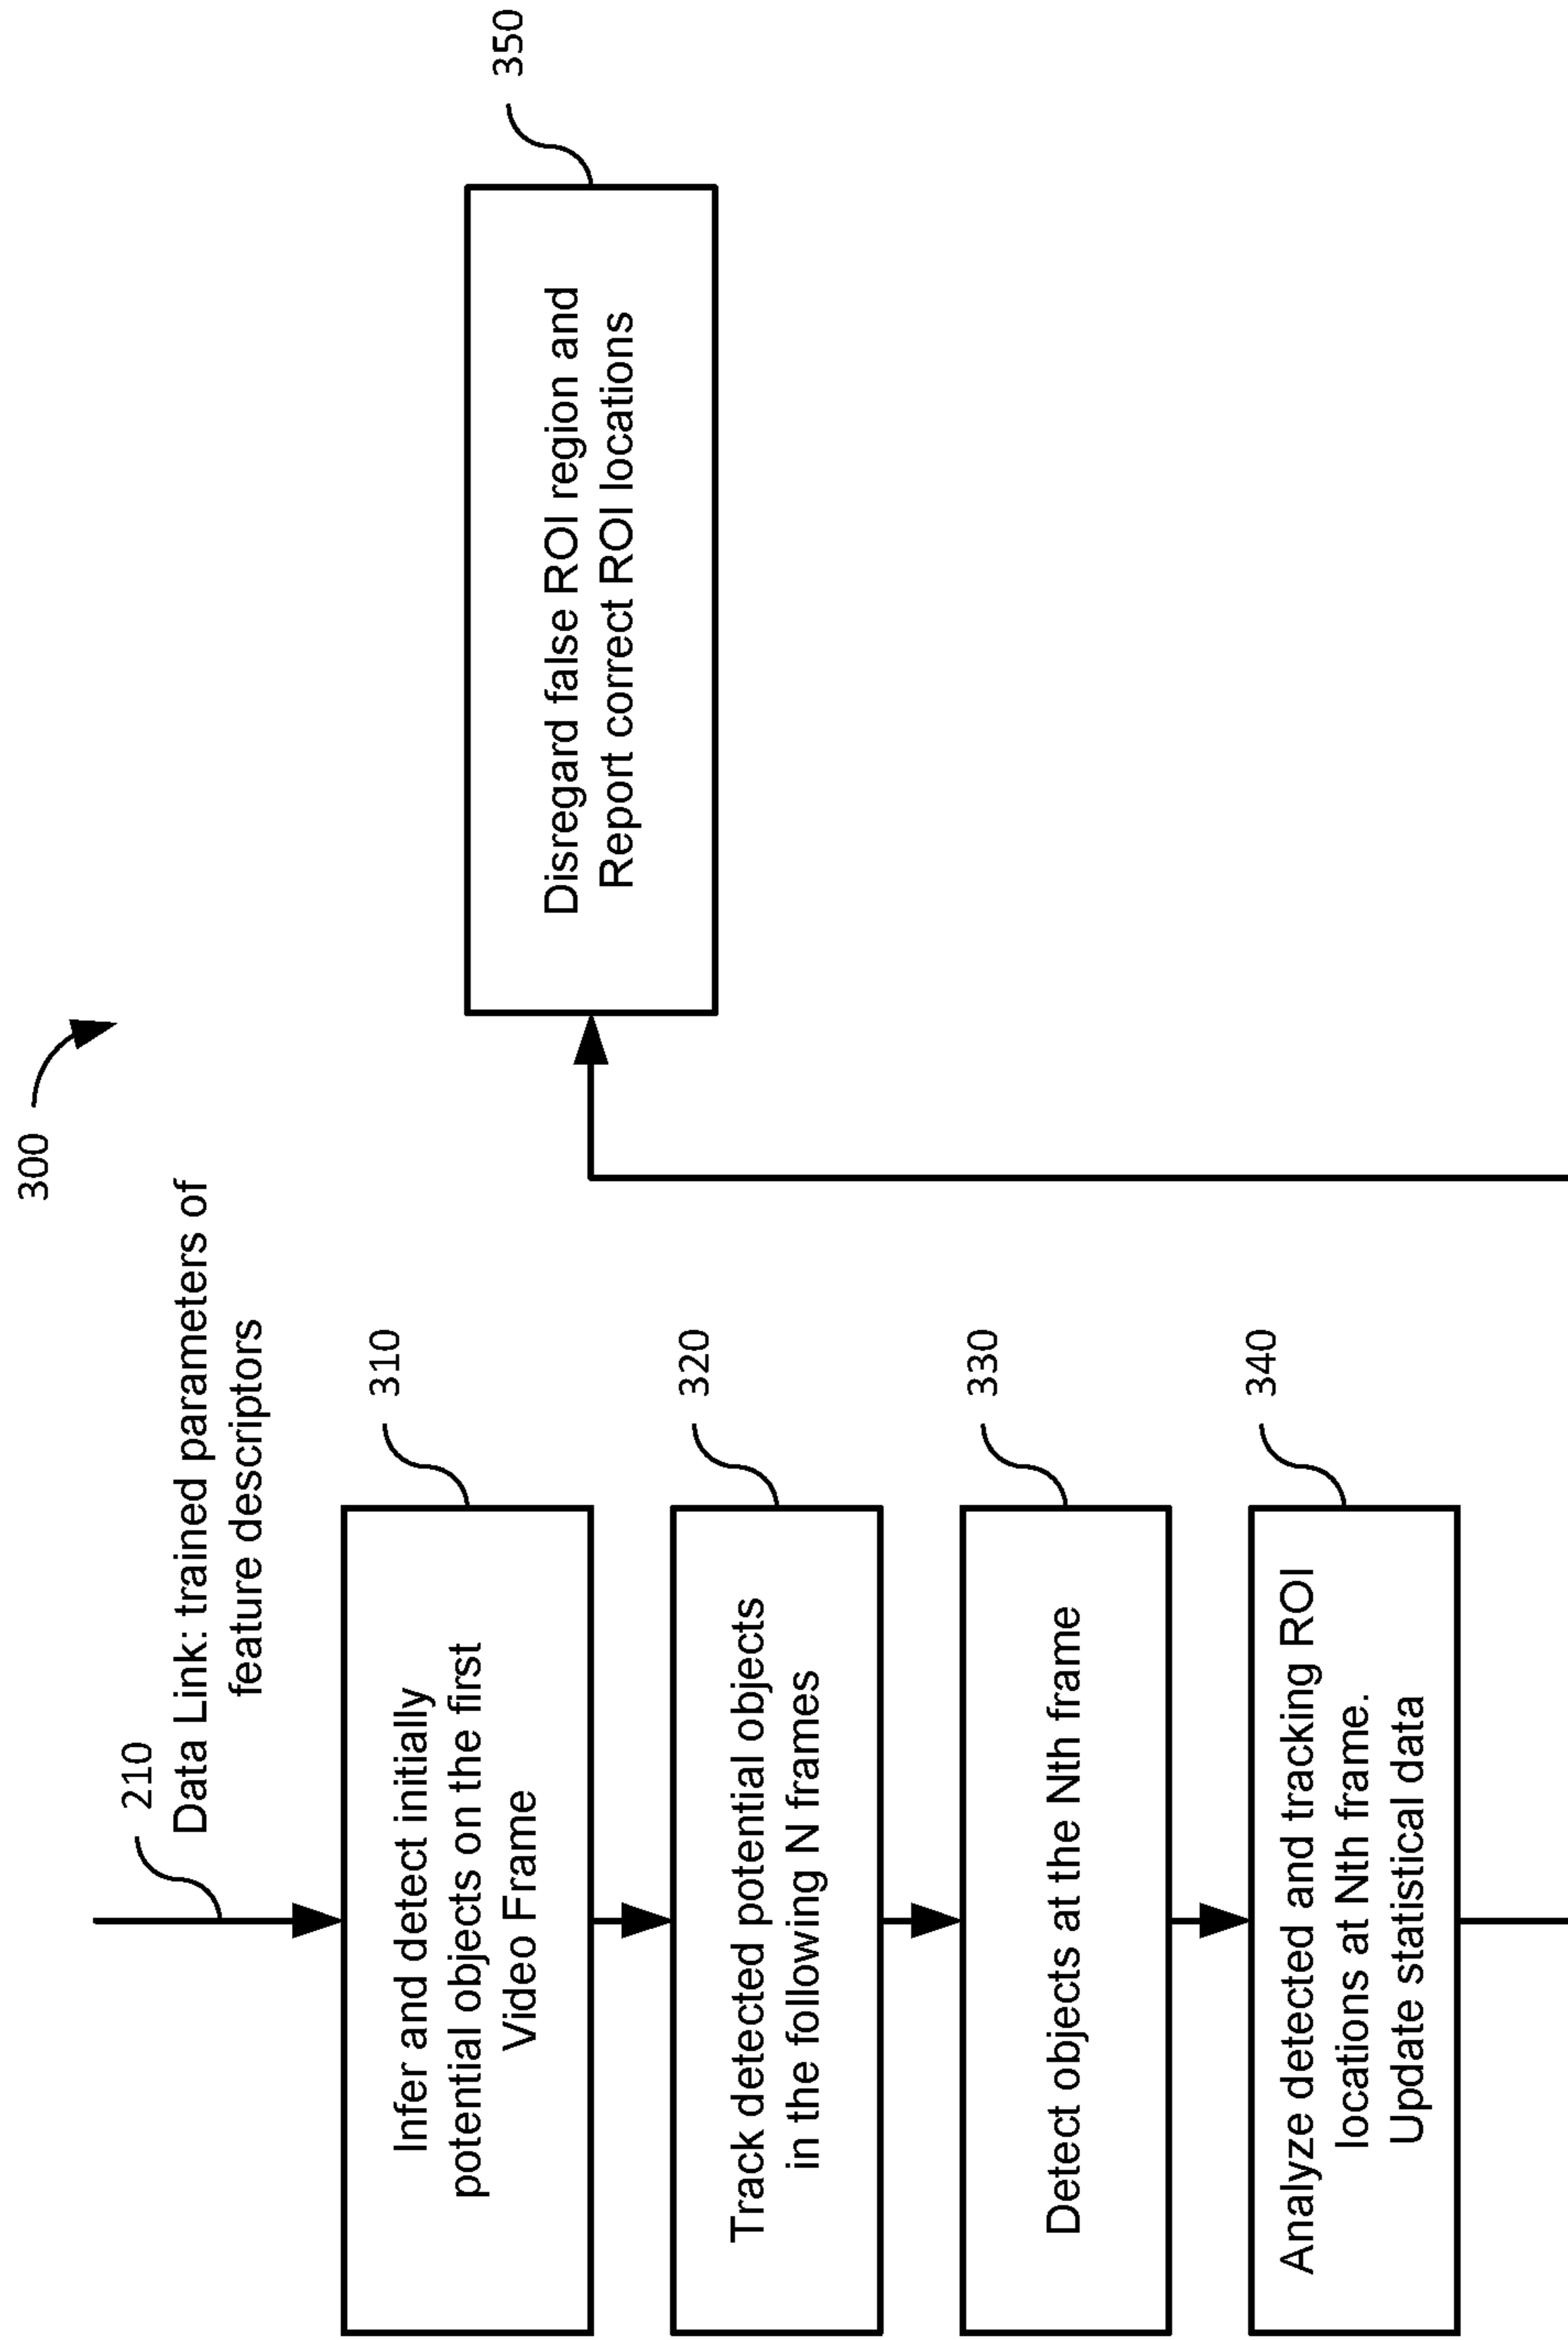 300
210
Data Link: trained parameters of
feature descriptors
310
Infer and detect initially
potential objects on the first
Video Frame
320
Track detected potential objects
in the following N frames
330
Detect objects at the Nth frame
340
Analyze detected and tracking ROI
locations at Nth frame.
Update statistical data
350
Disregard false ROI region and
Report correct ROI locations